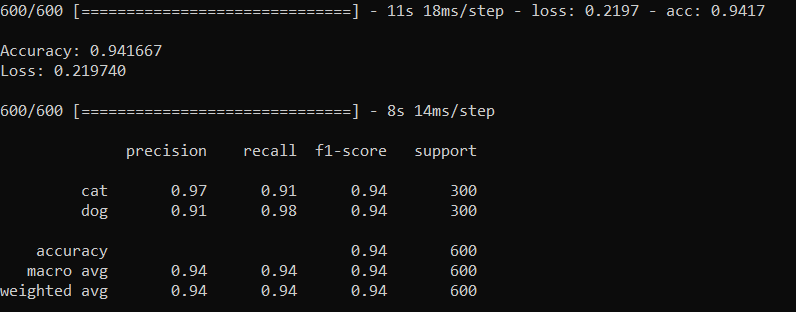 600/600 [==============================] - 11s 18ms/step - loss: 0.2197 - acc: 0.9417
Accuracy: 0.941667
Loss: 0.219740
600/600 [==============================] - 8s 14ms/step
precision recall f1-score support
cat 0.97 0.91 0.94 300
dog 0.91 0.98 0.94 300
accuracy 0.94 600
macro avg 0.94 0.94 0.94 600
weighted avg 0.94 0.94 0.94 600